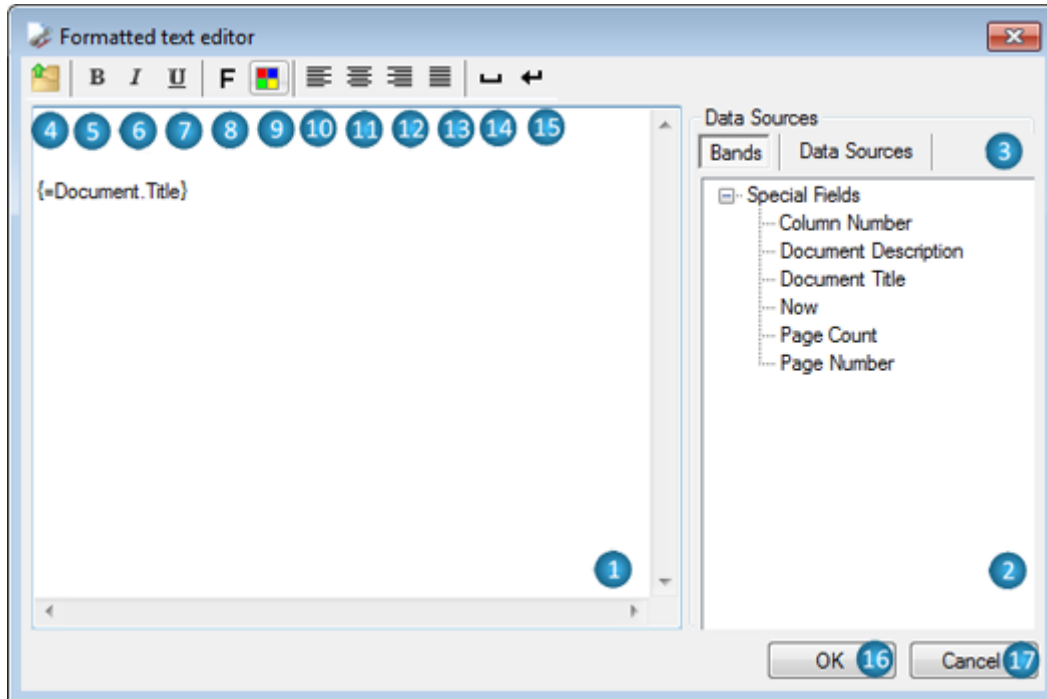 Formatted text editor
B I U F
4 5 6 7 8 9 10 11 12 13 14 15
{=Document.Title}
1
Data Sources
Bands Data Sources 3
Special Fields
Column Number
Document Description
Document Title
Now
Page Count
Page Number
2
OK 16 Cancel 17